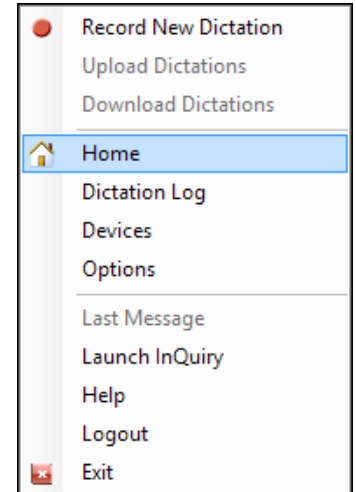 Record New Dictation
Upload Dictations
Download Dictations
Home
Dictation Log
Devices
Options
Last Message
Launch InQuiry
Help
Logout
Exit